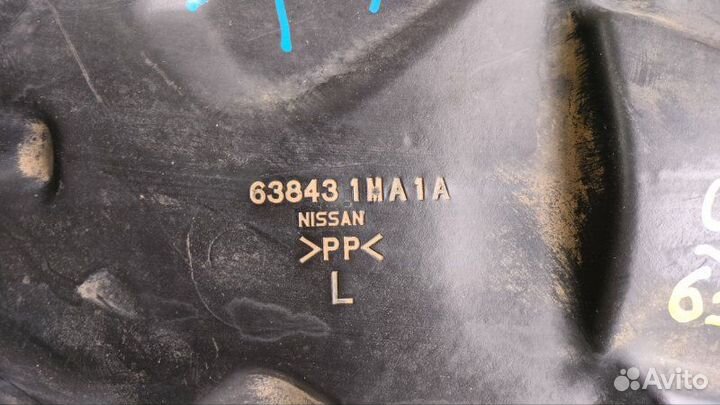 63843 1MA1A
NISSAN
>PP<
L
Avito